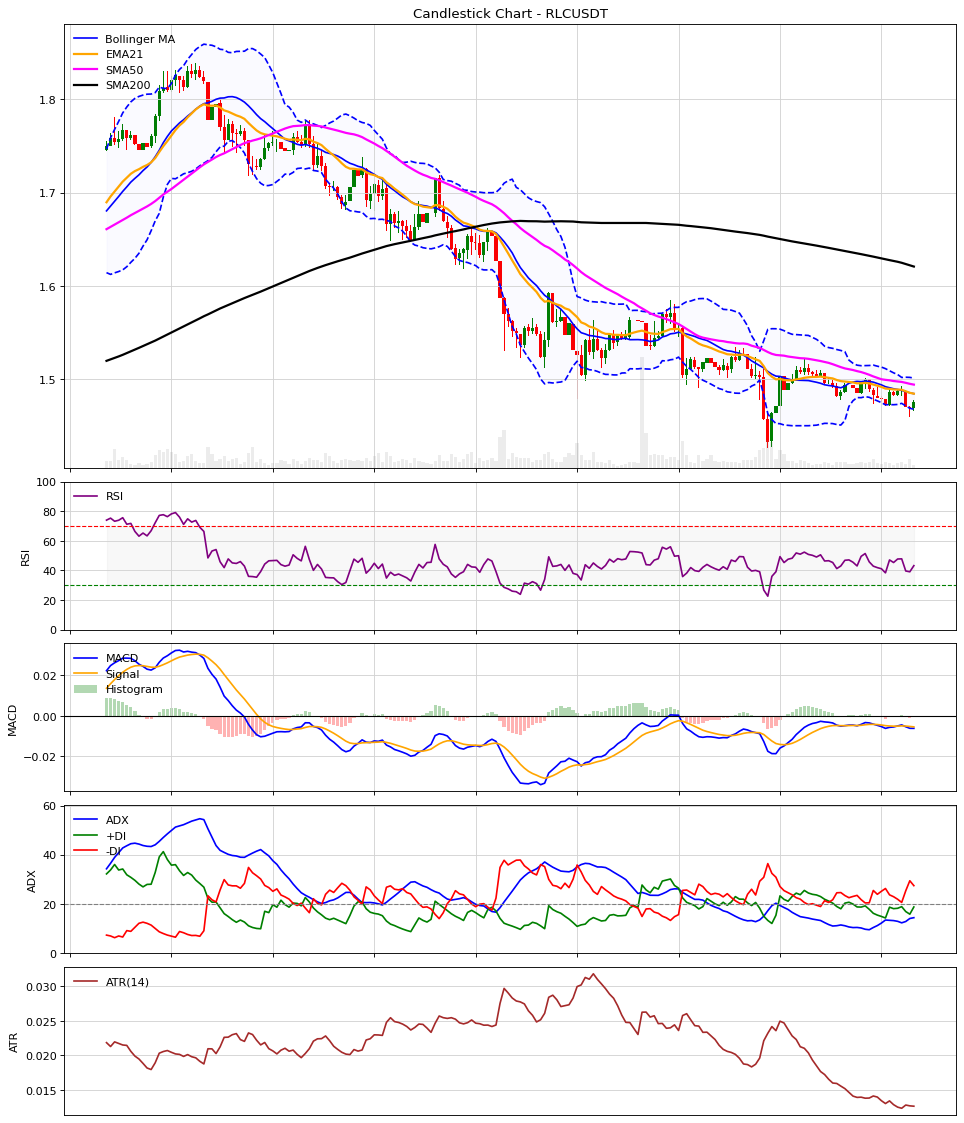 Candlestick Chart - RLCUSDT
Bollinger MA
EMA21
SMA50
SMA200
1.8
1.7
1.6
1.5
RSI
100
80
60
40
20
0
RSI
MACD
Signal
Histogram
0.02
0.00
−0.02
MACD
ADX
+DI
-DI
60
40
20
0
ADX
ATR(14)
0.030
0.025
0.020
0.015
ATR